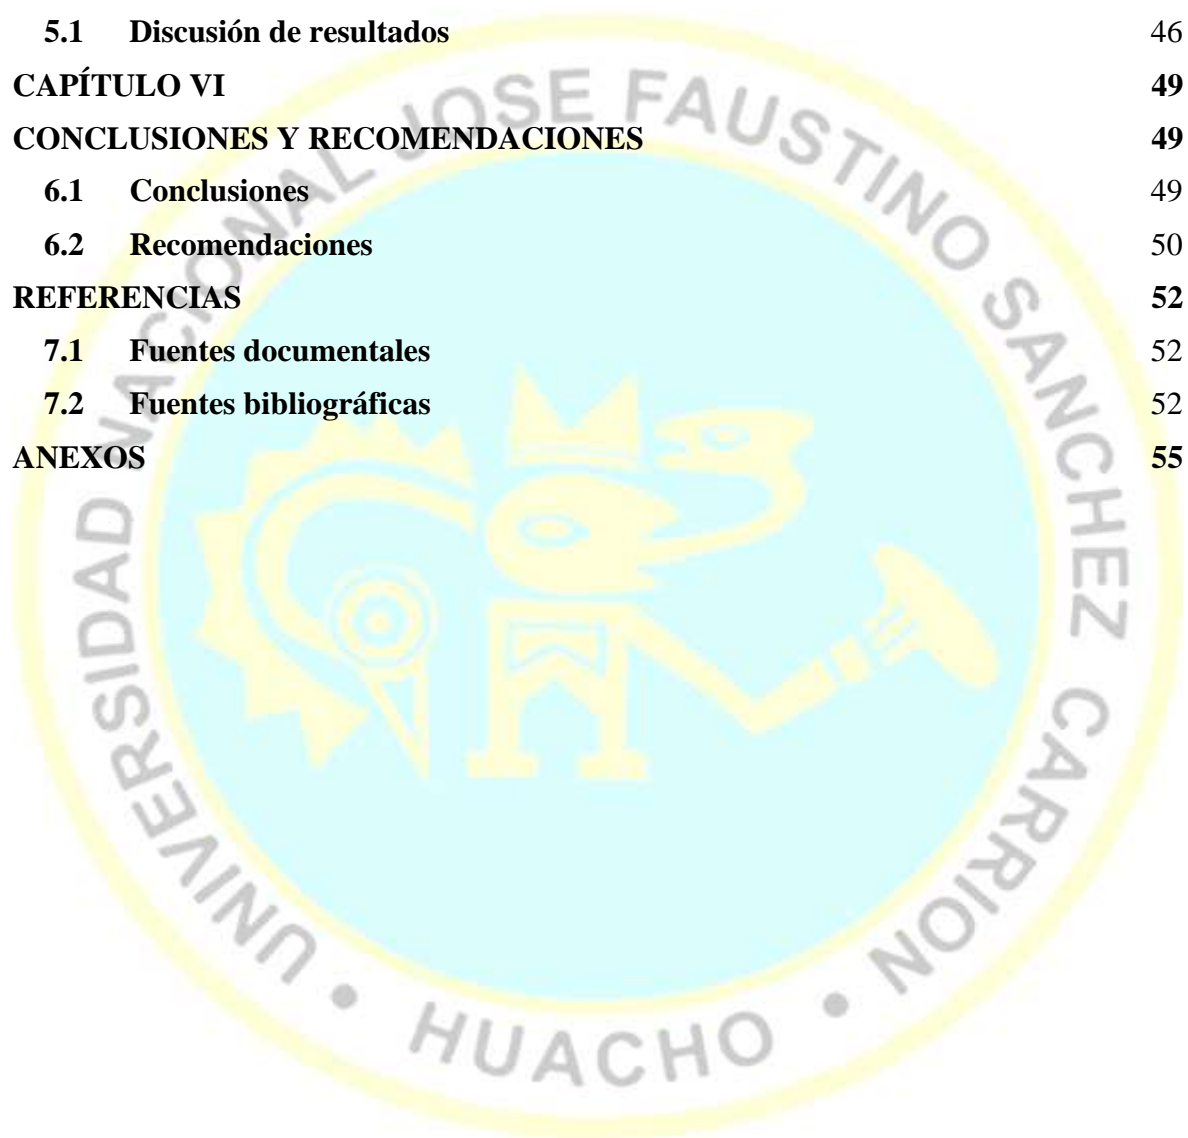 5.1 Discusión de resultados 46
CAPÍTULO VI 49
CONCLUSIONES Y RECOMENDACIONES 49
6.1 Conclusiones 49
6.2 Recomendaciones 50
REFERENCIAS 52
7.1 Fuentes documentales 52
7.2 Fuentes bibliográficas 52
ANEXOS 55
UNIVERSIDAD NACIONAL JOSE FAUSTINO SANCHEZ CARRION
• HUACHO •